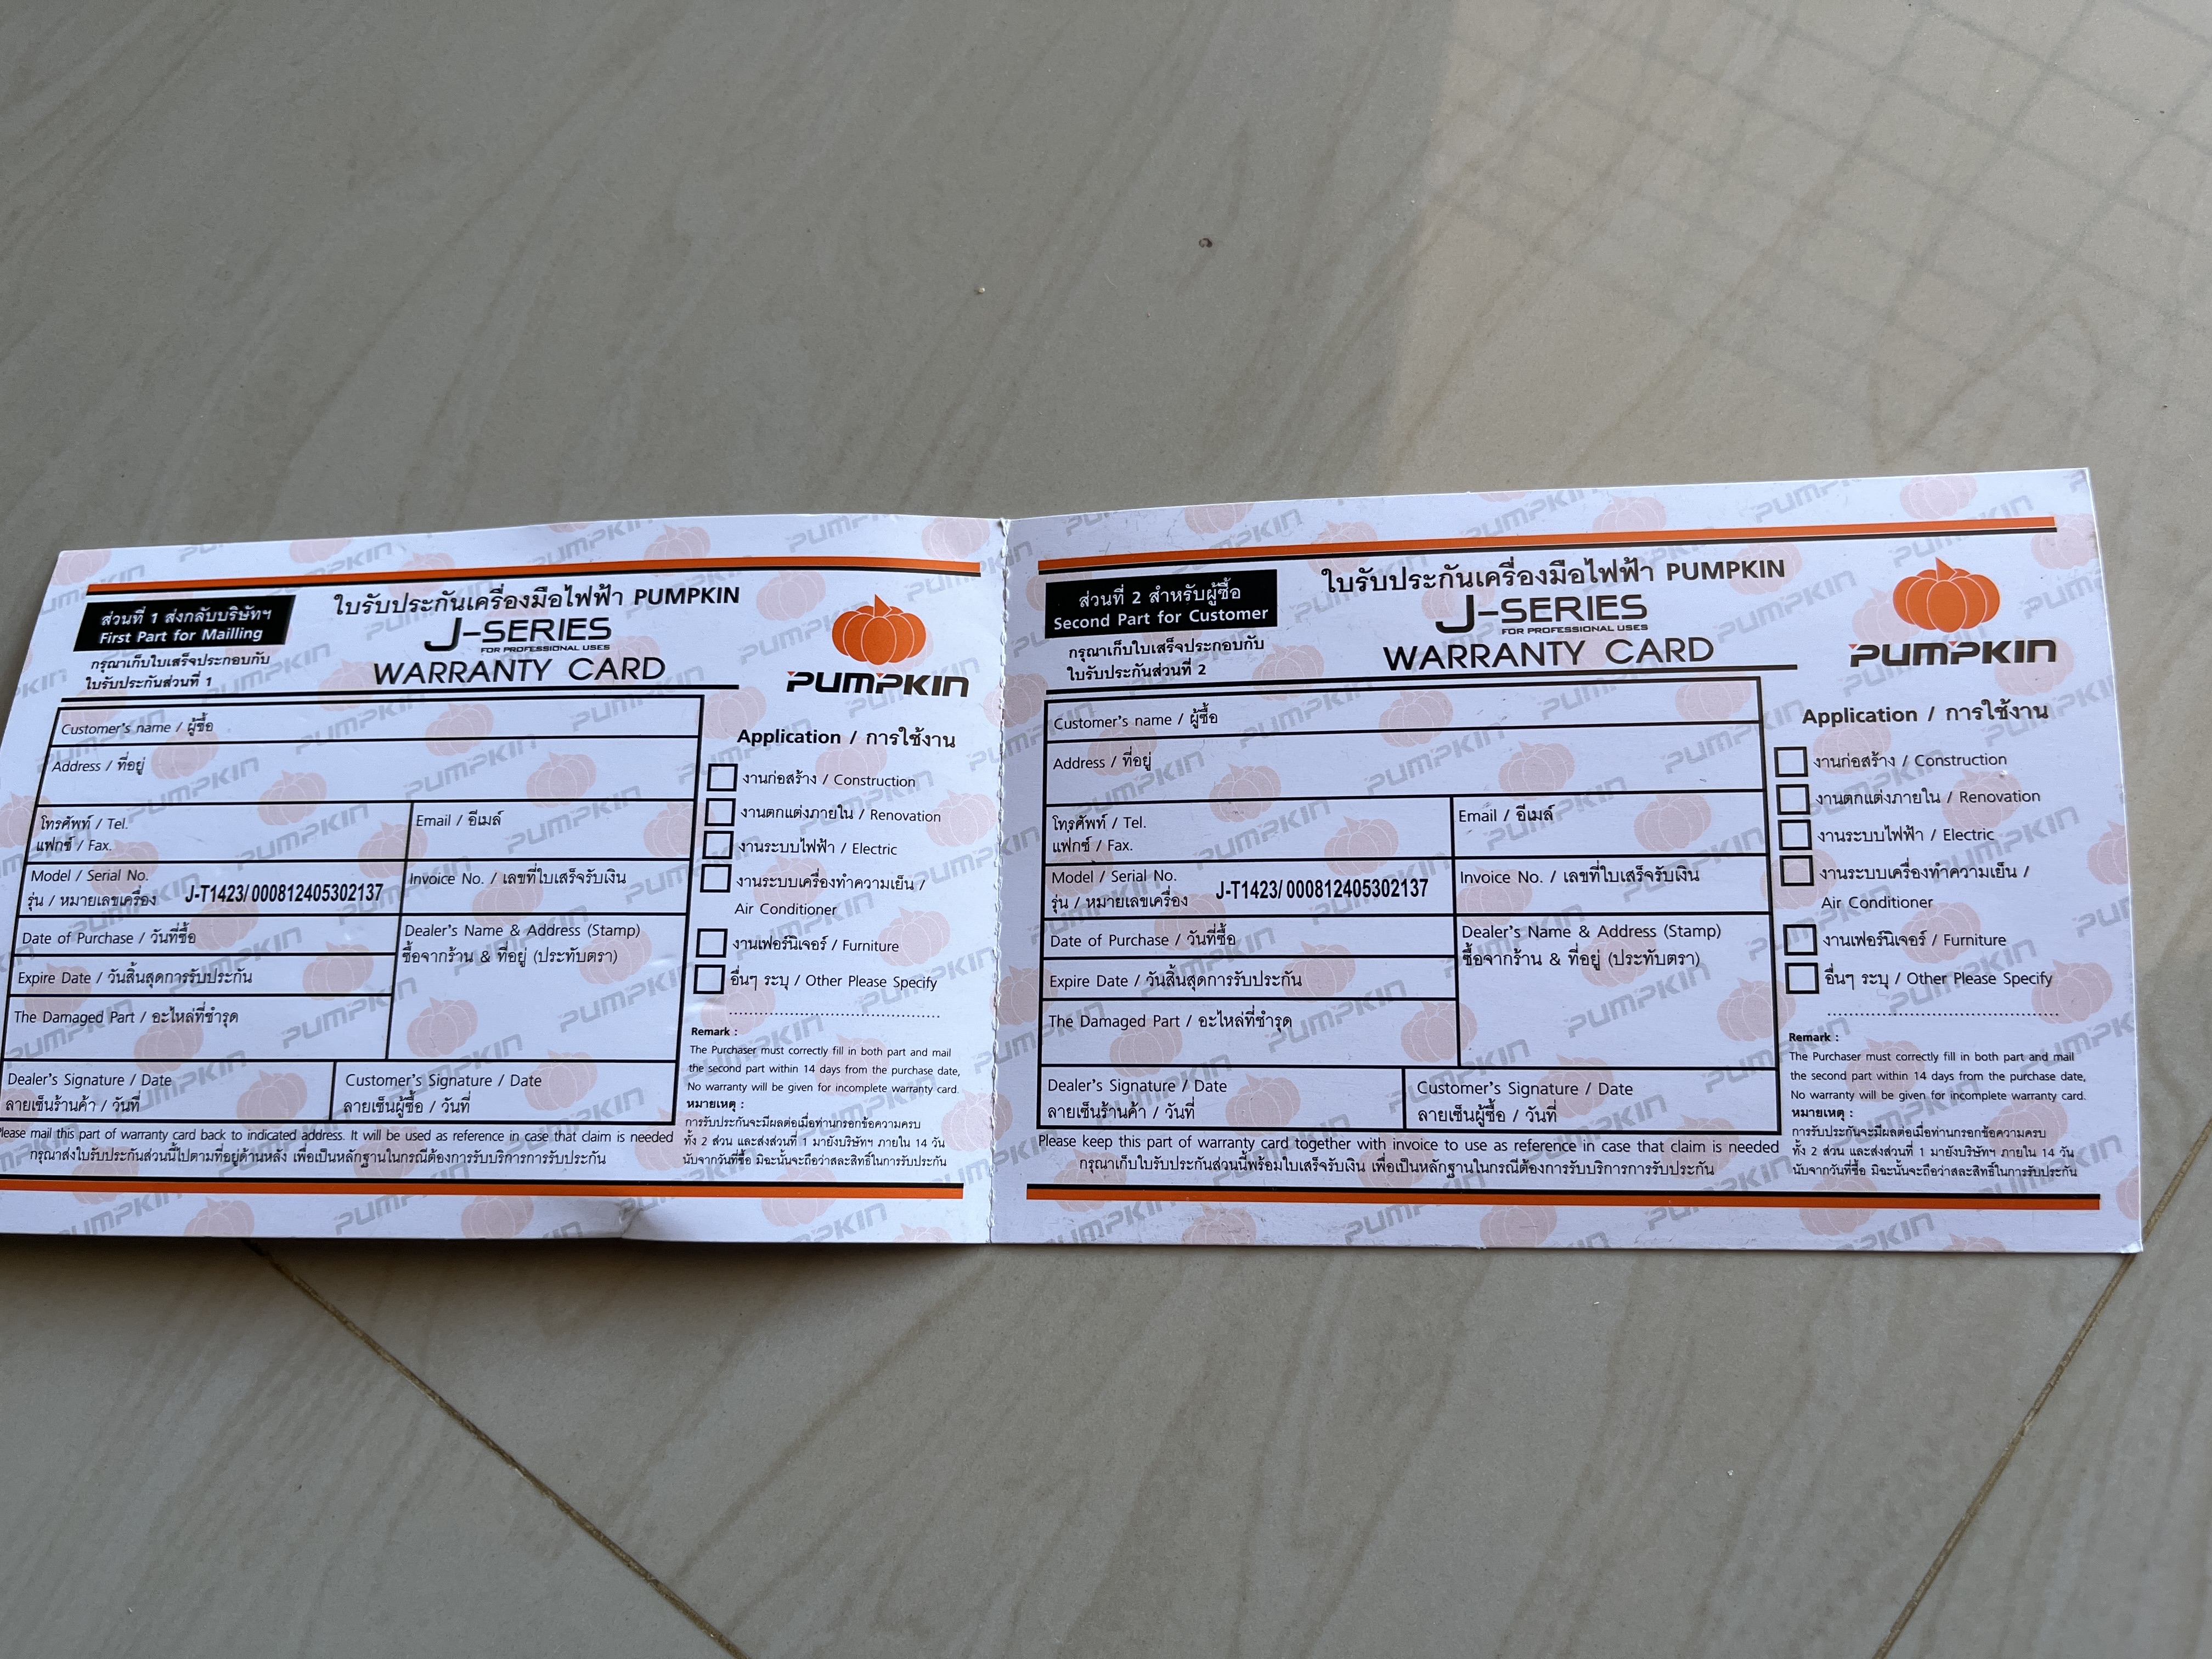 ส่วนที่ 1 ส่งกลับบริษัทฯ
First Part for Mailling
กรุณาเก็บใบเสร็จประกอบกับ
ใบรับประกันส่วนที่ 1
ใบรับประกันเครื่องมือไฟฟ้า PUMPKIN
J-SERIES
FOR PROFESSIONAL USES
WARRANTY CARD
PUMPKIN
Customer's name / ผู้ซื้อ
Address / ที่อยู่
โทรศัพท์ / Tel.
แฟกซ์ / Fax.
Email / อีเมล์
Model / Serial No.
รุ่น / หมายเลขเครื่อง J-T1423/ 000812405302137
Invoice No. / เลขที่ใบเสร็จรับเงิน
Date of Purchase / วันที่ซื้อ
Expire Date / วันสิ้นสุดการรับประกัน
The Damaged Part / อะไหล่ที่ชำรุด
Dealer's Name & Address (Stamp)
ซื้อจากร้าน & ที่อยู่ (ประทับตรา)
Dealer's Signature / Date
ลายเซ็นร้านค้า / วันที่
Customer's Signature / Date
ลายเซ็นผู้ซื้อ / วันที่
lease mail this part of warranty card back to indicated address. It will be used as reference in case that claim is needed
กรุณาส่งใบรับประกันส่วนนี้ไปตามที่อยู่ด้านหลัง เพื่อเป็นหลักฐานในกรณีต้องการรับบริการการรับประกัน
Application / การใช้งาน
งานก่อสร้าง / Construction
งานตกแต่งภายใน / Renovation
งานระบบไฟฟ้า / Electric
งานระบบเครื่องทำความเย็น /
Air Conditioner
งานเฟอร์นิเจอร์ / Furniture
อื่นๆ ระบุ / Other Please Specify
Remark :
The Purchaser must correctly fill in both part and mail
the second part within 14 days from the purchase date,
No warranty will be given for incomplete warranty card.
หมายเหตุ :
การรับประกันจะมีผลต่อเมื่อท่านกรอกข้อความครบ
ทั้ง 2 ส่วน และส่งส่วนที่ 1 มายังบริษัทฯ ภายใน 14 วัน
นับจากวันที่ซื้อ มิฉะนั้นจะถือว่าสละสิทธิ์ในการรับประกัน
ส่วนที่ 2 สำหรับผู้ซื้อ
Second Part for Customer
กรุณาเก็บใบเสร็จประกอบกับ
ใบรับประกันส่วนที่ 2
ใบรับประกันเครื่องมือไฟฟ้า PUMPKIN
J-SERIES
FOR PROFESSIONAL USES
WARRANTY CARD
PUMPKIN
Customer's name / ผู้ซื้อ
Address / ที่อยู่
โทรศัพท์ / Tel.
แฟกซ์ / Fax.
Email / อีเมล์
Model / Serial No.
รุ่น / หมายเลขเครื่อง J-T1423/ 000812405302137
Invoice No. / เลขที่ใบเสร็จรับเงิน
Date of Purchase / วันที่ซื้อ
Expire Date / วันสิ้นสุดการรับประกัน
The Damaged Part / อะไหล่ที่ชำรุด
Dealer's Name & Address (Stamp)
ซื้อจากร้าน & ที่อยู่ (ประทับตรา)
Dealer's Signature / Date
ลายเซ็นร้านค้า / วันที่
Customer's Signature / Date
ลายเซ็นผู้ซื้อ / วันที่
Please keep this part of warranty card together with invoice to use as reference in case that claim is needed
กรุณาเก็บใบรับประกันส่วนนี้พร้อมใบเสร็จรับเงิน เพื่อเป็นหลักฐานในกรณีต้องการรับบริการการรับประกัน
Application / การใช้งาน
งานก่อสร้าง / Construction
งานตกแต่งภายใน / Renovation
งานระบบไฟฟ้า / Electric
งานระบบเครื่องทำความเย็น /
Air Conditioner
งานเฟอร์นิเจอร์ / Furniture
อื่นๆ ระบุ / Other Please Specify
Remark :
The Purchaser must correctly fill in both part and mail
the second part within 14 days from the purchase date,
No warranty will be given for incomplete warranty card.
หมายเหตุ :
การรับประกันจะมีผลต่อเมื่อท่านกรอกข้อความครบ
ทั้ง 2 ส่วน และส่งส่วนที่ 1 มายังบริษัทฯ ภายใน 14 วัน
นับจากวันที่ซื้อ มิฉะนั้นจะถือว่าสละสิทธิ์ในการรับประกัน